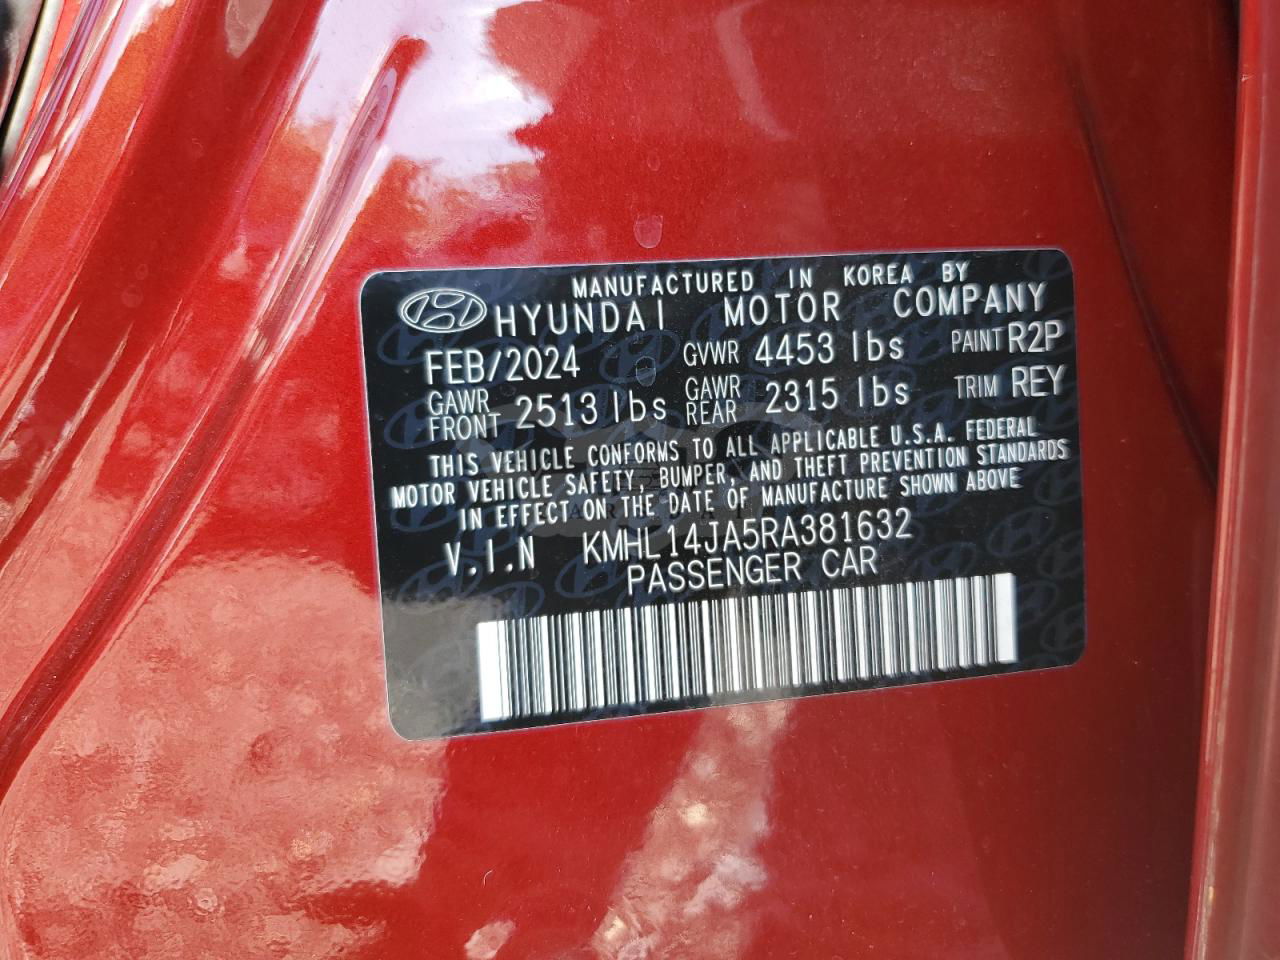 MANUFACTURED IN KOREA BY
HYUNDAI MOTOR COMPANY
FEB/2024 GVWR 4453 lbs PAINT R2P
GAWR FRONT 2513 lbs GAWR REAR 2315 lbs TRIM REY
THIS VEHICLE CONFORMS TO ALL APPLICABLE U.S.A. FEDERAL
MOTOR VEHICLE SAFETY, BUMPER, AND THEFT PREVENTION STANDARDS
IN EFFECT ON THE DATE OF MANUFACTURE SHOWN ABOVE
V.I.N KMHL14JA5RA381632
PASSENGER CAR